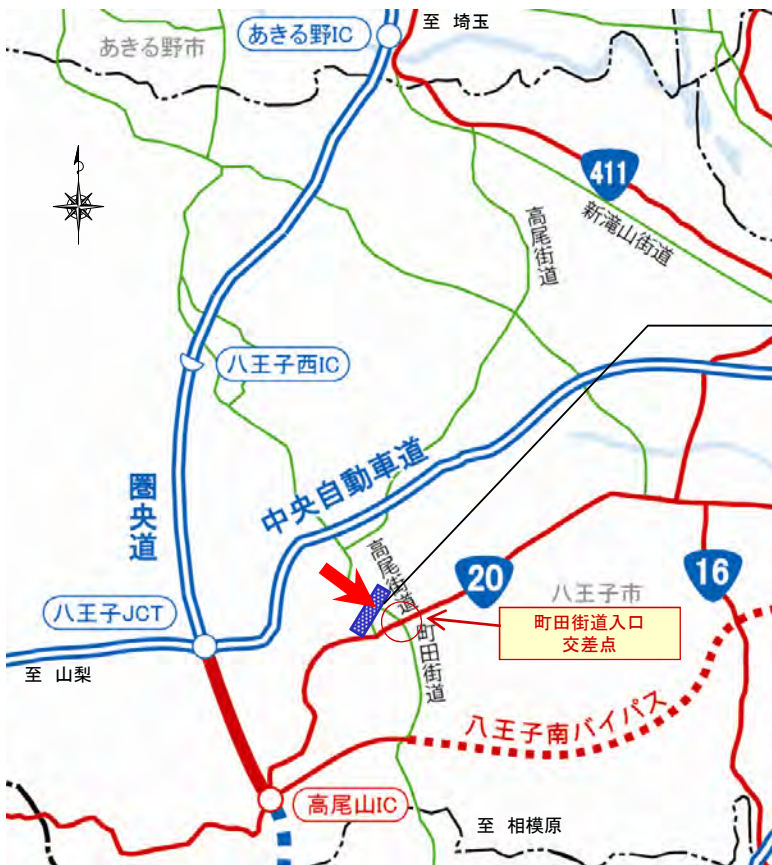 至 埼玉
あきる野IC
あきる野市
411
新滝山街道
高尾街道
八王子西IC
中央自動車道
圏央道
高尾街道
20
16
八王子市
八王子JCT
町田街道入口
交差点
町田街道
至 山梨
八王子南バイパス
高尾山IC
至 相模原